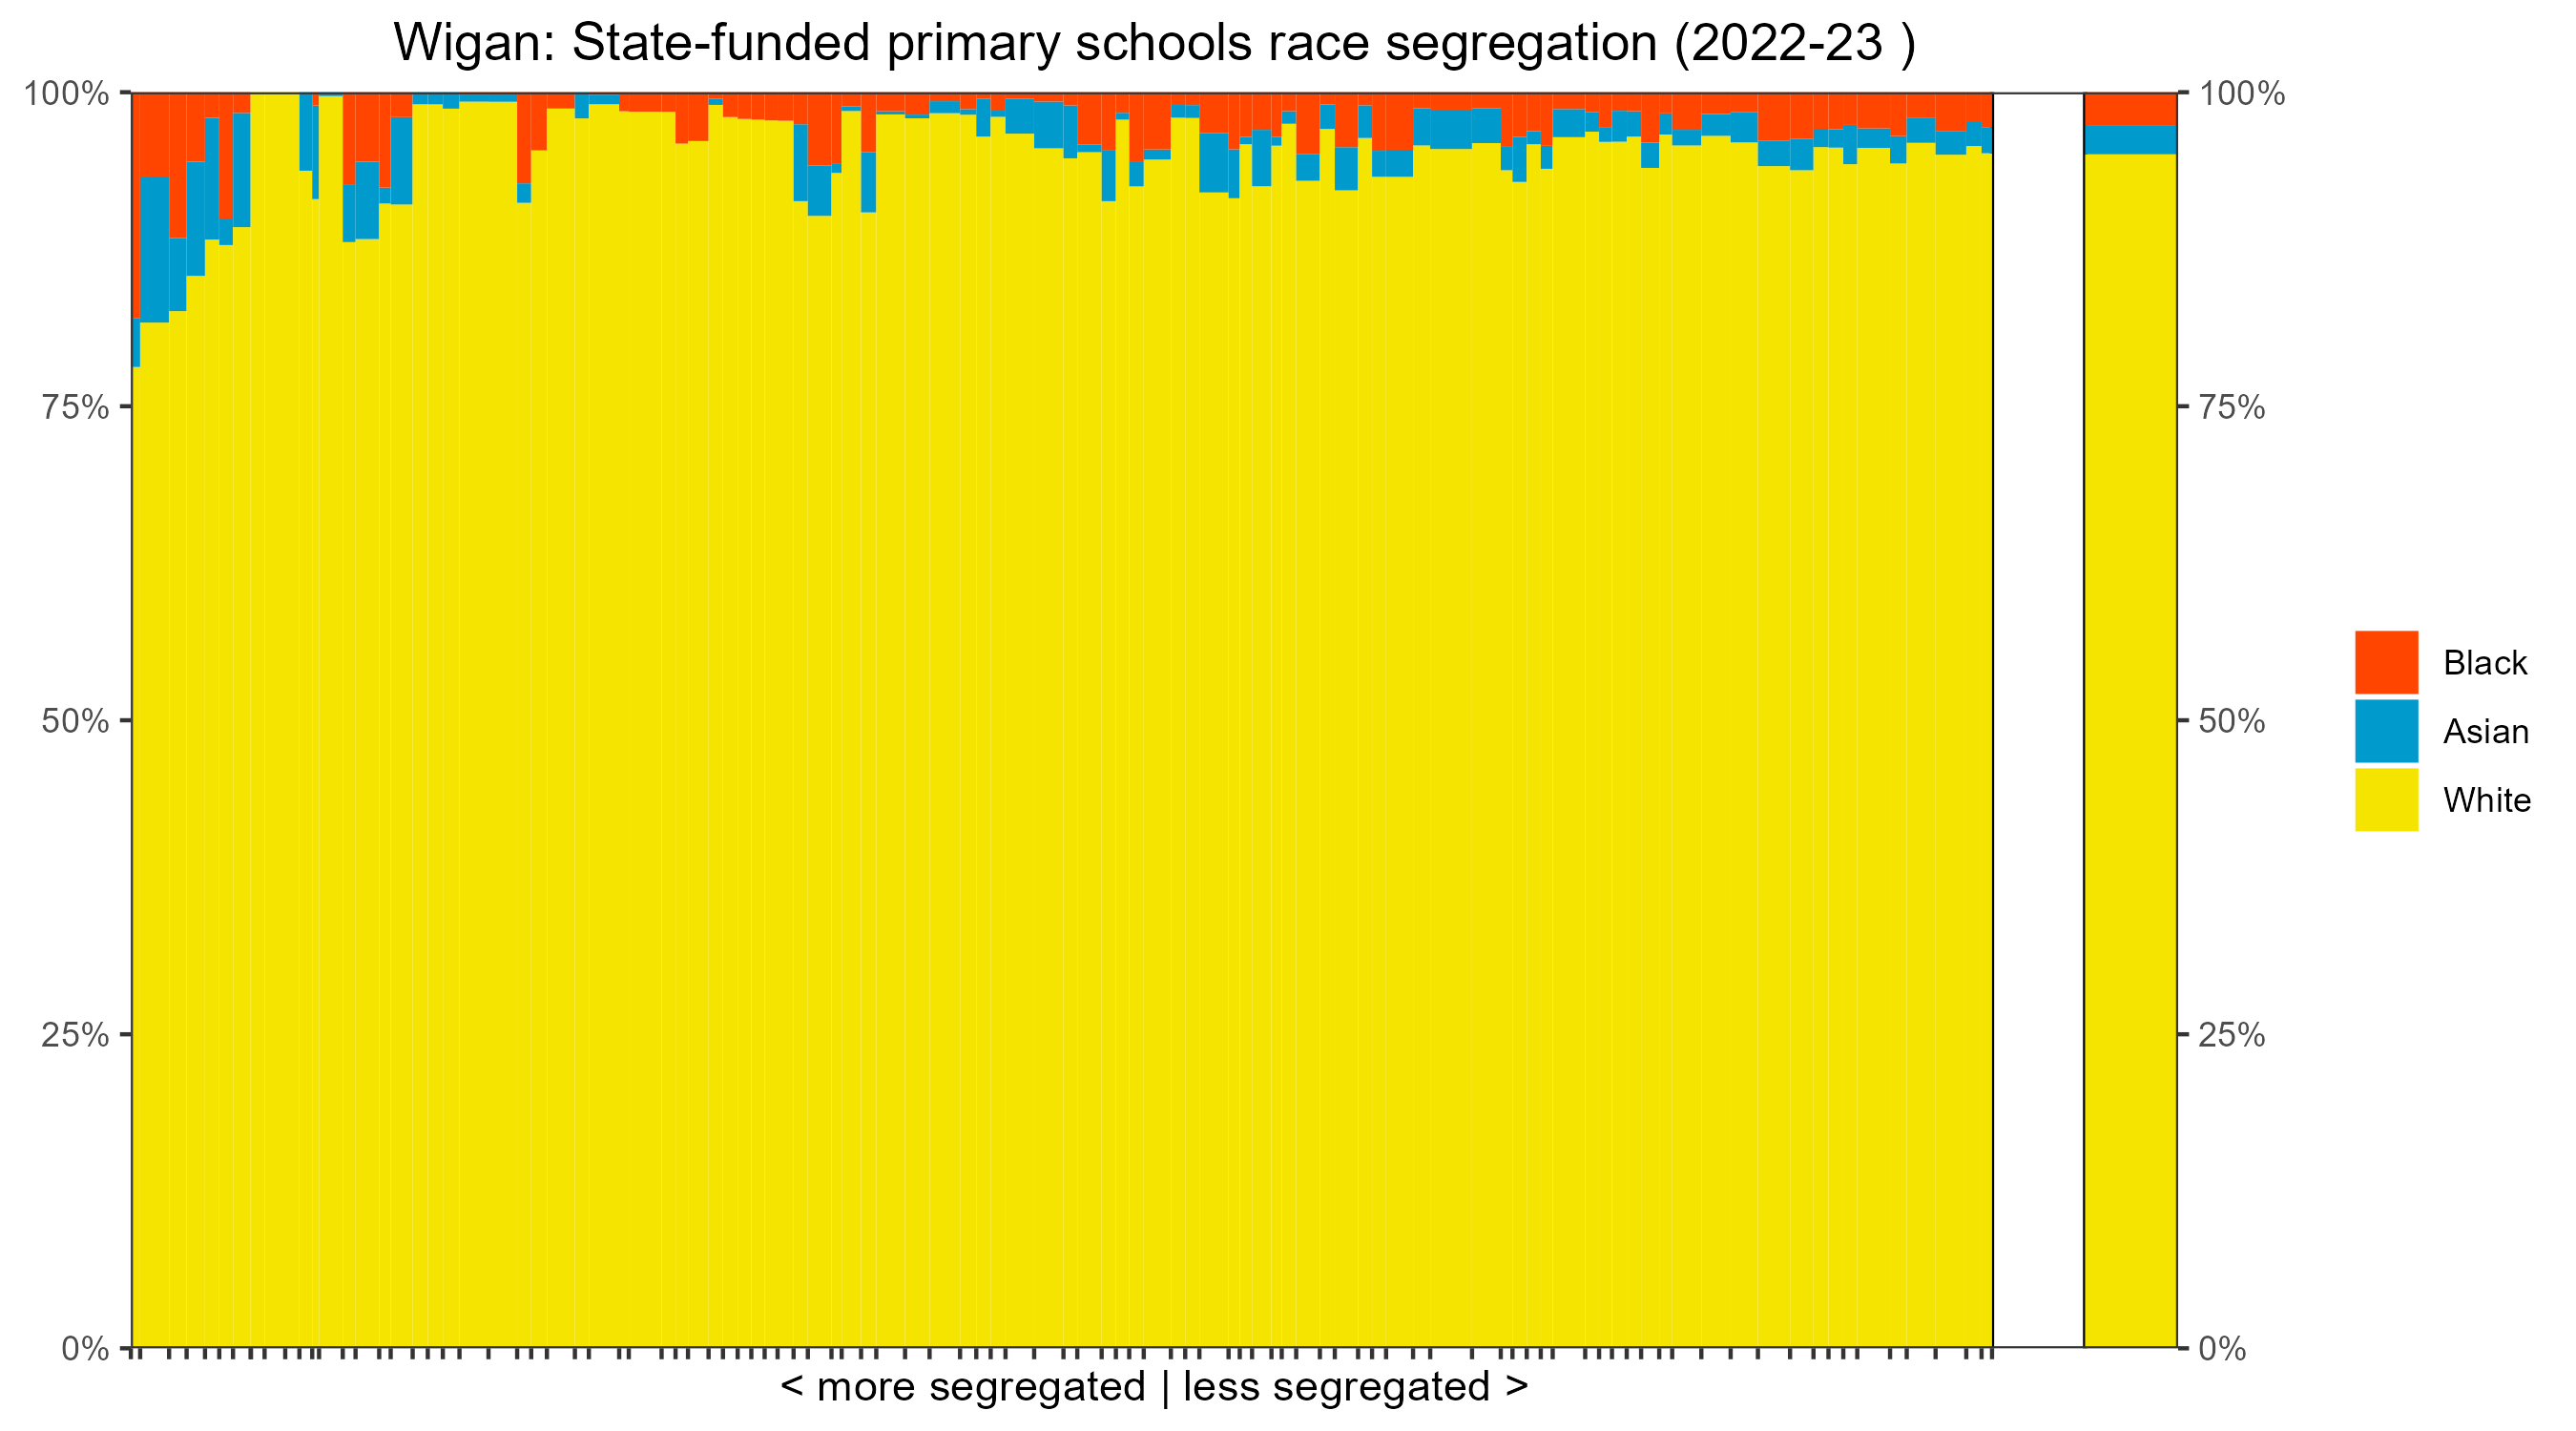 Wigan: State-funded primary schools race segregation (2022-23 )
100%
75%
50%
25%
0%
100%
75%
50%
25%
0%
Black
Asian
White
< more segregated | less segregated >